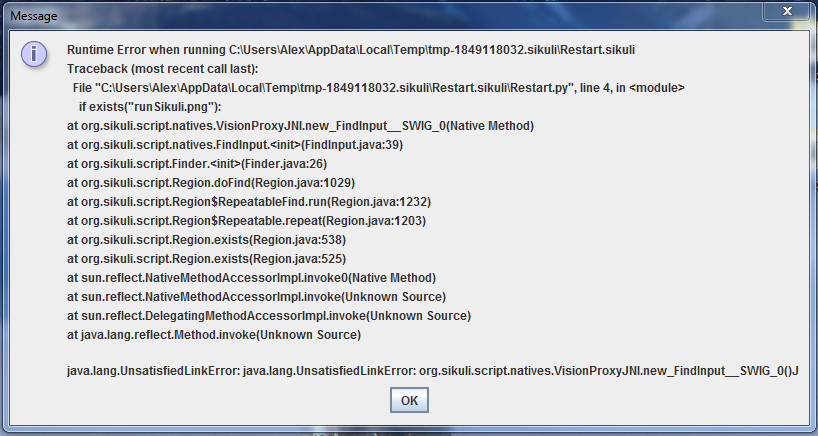 Message
Runtime Error when running C:\Users\Alex\AppData\Local\Temp\tmp-1849118032.sikuli\Restart.sikuli
Traceback (most recent call last):
File "C:\Users\Alex\AppData\Local\Temp\tmp-1849118032.sikuli\Restart.sikuli\Restart.py", line 4, in <module>
if exists("runSikuli.png"):
at org.sikuli.script.natives.VisionProxyJNI.new_FindInput__SWIG_0(Native Method)
at org.sikuli.script.natives.FindInput.<init>(FindInput.java:39)
at org.sikuli.script.Finder.<init>(Finder.java:26)
at org.sikuli.script.Region.doFind(Region.java:1029)
at org.sikuli.script.Region$RepeatableFind.run(Region.java:1232)
at org.sikuli.script.Region$Repeatable.repeat(Region.java:1203)
at org.sikuli.script.Region.exists(Region.java:538)
at org.sikuli.script.Region.exists(Region.java:525)
at sun.reflect.NativeMethodAccessorImpl.invoke0(Native Method)
at sun.reflect.NativeMethodAccessorImpl.invoke(Unknown Source)
at sun.reflect.DelegatingMethodAccessorImpl.invoke(Unknown Source)
at java.lang.reflect.Method.invoke(Unknown Source)
java.lang.UnsatisfiedLinkError: java.lang.UnsatisfiedLinkError: org.sikuli.script.natives.VisionProxyJNI.new_FindInput__SWIG_0()J
OK